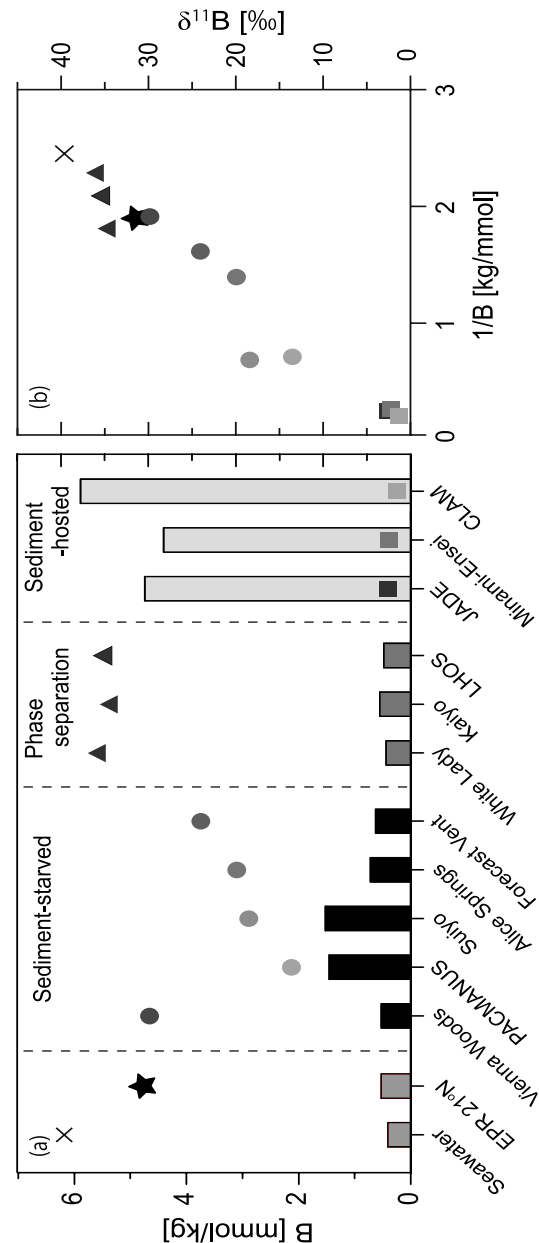 (a)
Sediment-starved
Phase
separation
Sediment
-hosted
B [mmol/kg]
6
4
2
0
Seawater
EPR 21°N
Vienna Woods
PACMANUS
Suiyo
Alice Springs
Forecast Vent
White Lady
Kaiyo
LHOS
JADE
Minami-Ensei
CLAM
(b)
0
1
2
3
1/B [kg/mmol]
40
30
20
10
0
δ¹¹B [‰]